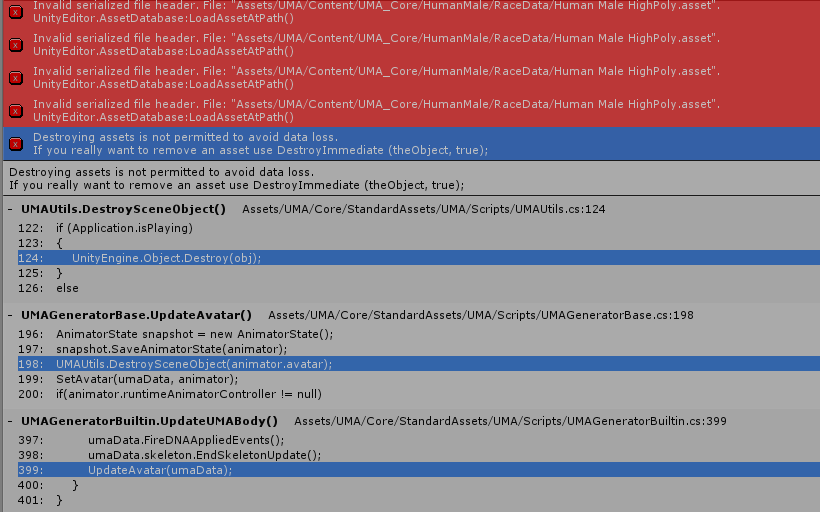 Invalid serialized file header. File: "Assets/UMA/Content/UMA_Core/HumanMale/RaceData/Human Male HighPoly.asset".
UnityEditor.AssetDatabase:LoadAssetAtPath()
Invalid serialized file header. File: "Assets/UMA/Content/UMA_Core/HumanMale/RaceData/Human Male HighPoly.asset".
UnityEditor.AssetDatabase:LoadAssetAtPath()
Invalid serialized file header. File: "Assets/UMA/Content/UMA_Core/HumanMale/RaceData/Human Male HighPoly.asset".
UnityEditor.AssetDatabase:LoadAssetAtPath()
Invalid serialized file header. File: "Assets/UMA/Content/UMA_Core/HumanMale/RaceData/Human Male HighPoly.asset".
UnityEditor.AssetDatabase:LoadAssetAtPath()
Destroying assets is not permitted to avoid data loss.
If you really want to remove an asset use DestroyImmediate (theObject, true);
Destroying assets is not permitted to avoid data loss.
If you really want to remove an asset use DestroyImmediate (theObject, true);
- UMAUtils.DestroySceneObject() Assets/UMA/Core/StandardAssets/UMA/Scripts/UMAUtils.cs:124
122: if (Application.isPlaying)
123: {
124: UnityEngine.Object.Destroy(obj);
125: }
126: else
- UMAGeneratorBase.UpdateAvatar() Assets/UMA/Core/StandardAssets/UMA/Scripts/UMAGeneratorBase.cs:198
196: AnimatorState snapshot = new AnimatorState();
197: snapshot.SaveAnimatorState(animator);
198: UMAUtils.DestroySceneObject(animator.avatar);
199: SetAvatar(umaData, animator);
200: if(animator.runtimeAnimatorController != null)
- UMAGeneratorBuiltin.UpdateUMABody() Assets/UMA/Core/StandardAssets/UMA/Scripts/UMAGeneratorBuiltin.cs:399
397: umaData.FireDNAAppliedEvents();
398: umaData.skeleton.EndSkeletonUpdate();
399: UpdateAvatar(umaData);
400: }
401: }